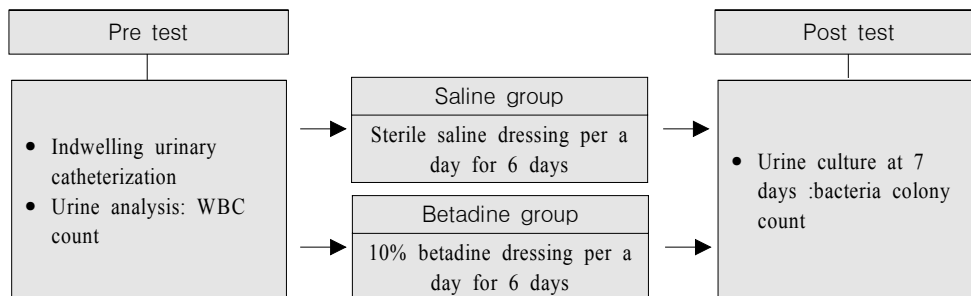 Pre test
• Indwelling urinary
catheterization
• Urine analysis: WBC
count
Saline group
Sterile saline dressing per a
day for 6 days
Betadine group
10% betadine dressing per a
day for 6 days
Post test
• Urine culture at 7
days :bacteria colony
count